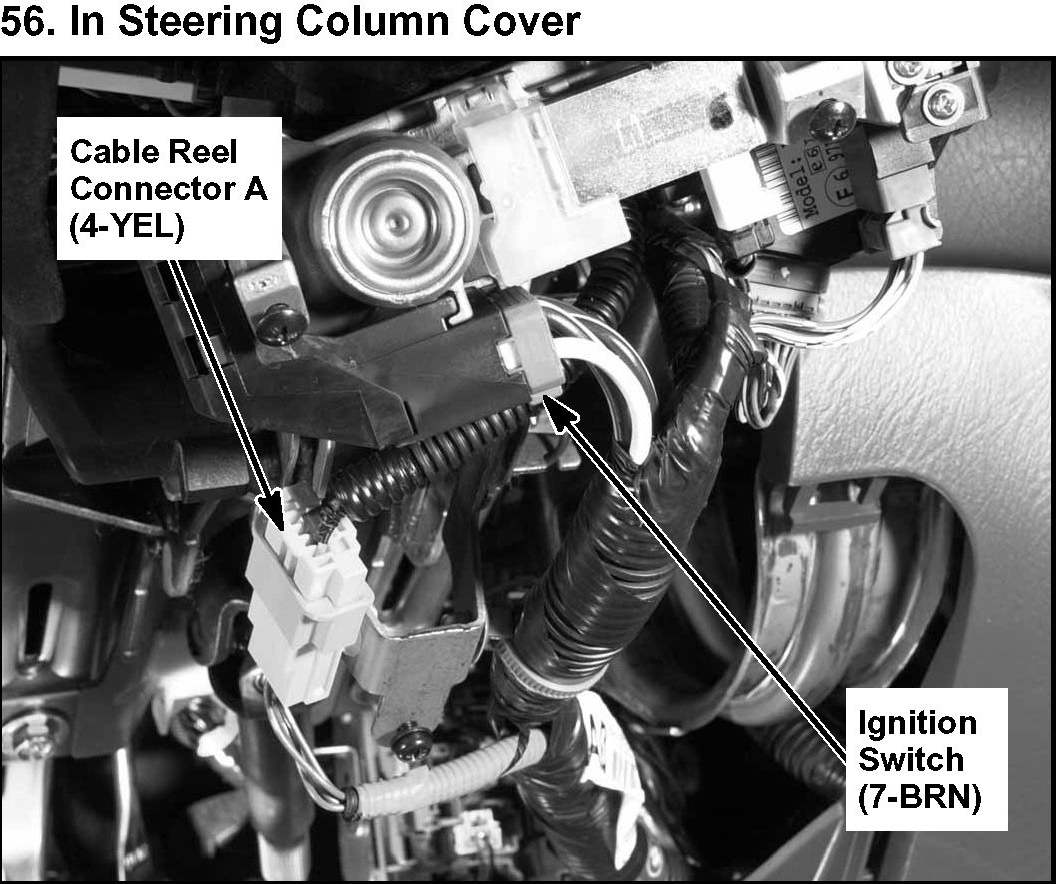 56. In Steering Column Cover
Cable Reel
Connector A
(4-YEL)
Model:
Ignition
Switch
(7-BRN)